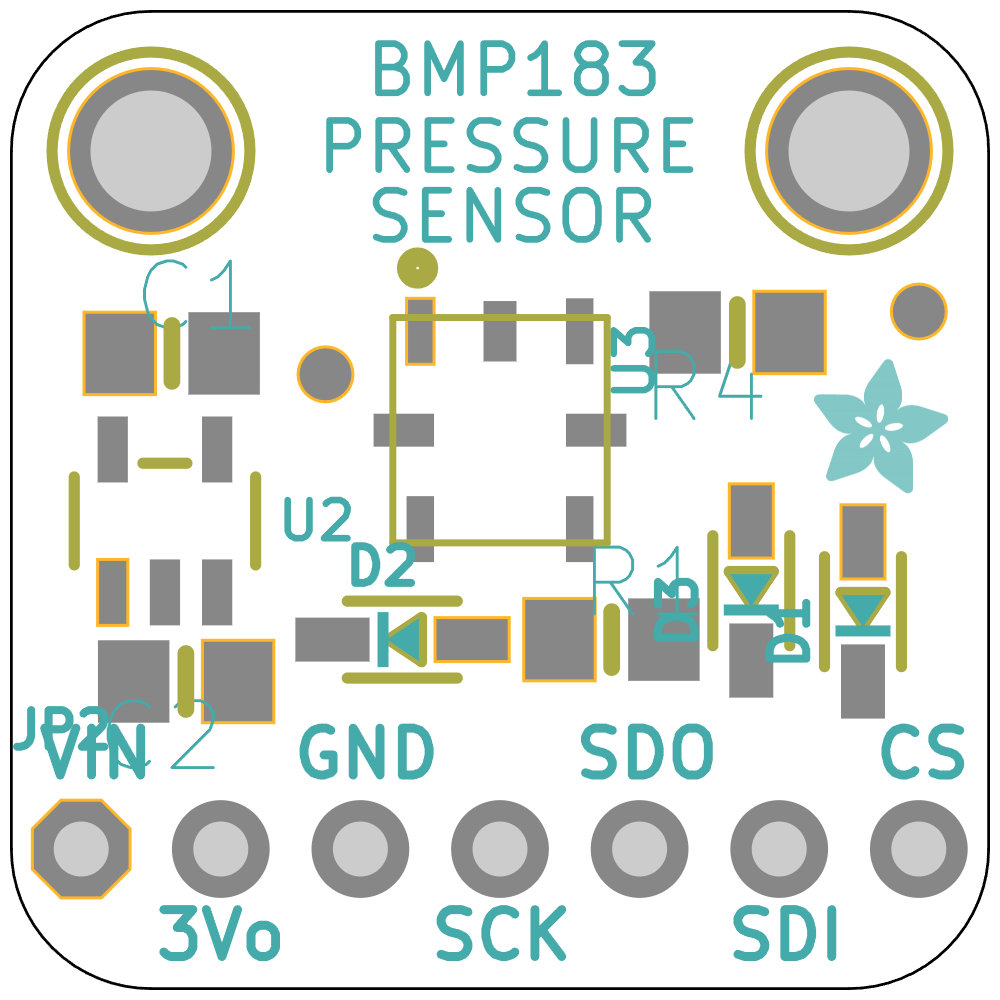 BMP183
PRESSURE
SENSOR
C1
U3
R4
U2
D2
R1
D3
D1
JP2
C2
VIN
GND
SDO
CS
3Vo
SCK
SDI